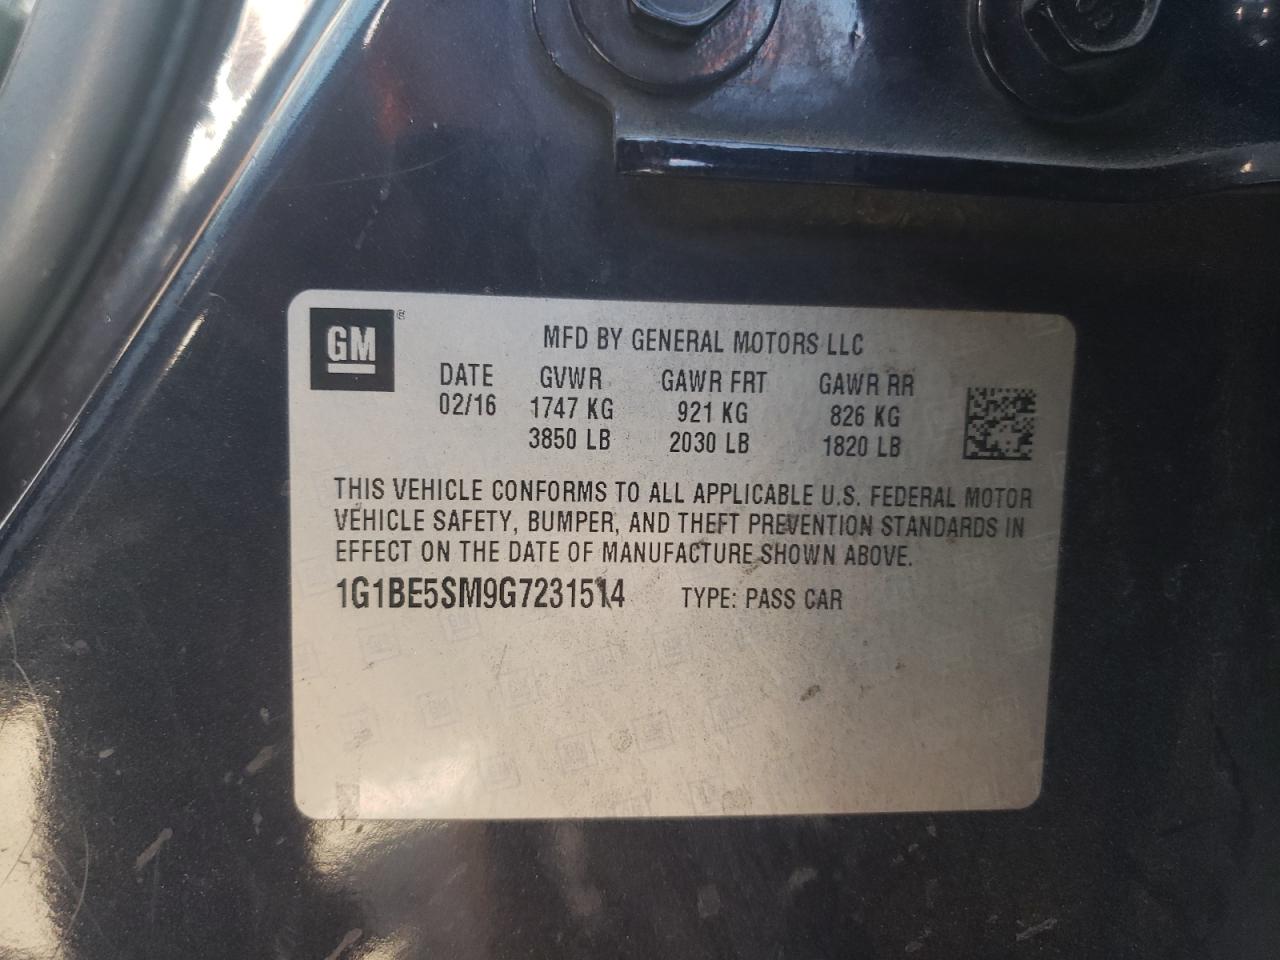 GM
MFD BY GENERAL MOTORS LLC
DATE GVWR GAWR FRT GAWR RR
02/16 1747 KG 921 KG 826 KG
3850 LB 2030 LB 1820 LB
THIS VEHICLE CONFORMS TO ALL APPLICABLE U.S. FEDERAL MOTOR
VEHICLE SAFETY, BUMPER, AND THEFT PREVENTION STANDARDS IN
EFFECT ON THE DATE OF MANUFACTURE SHOWN ABOVE.
1G1BE5SM9G7231514 TYPE: PASS CAR